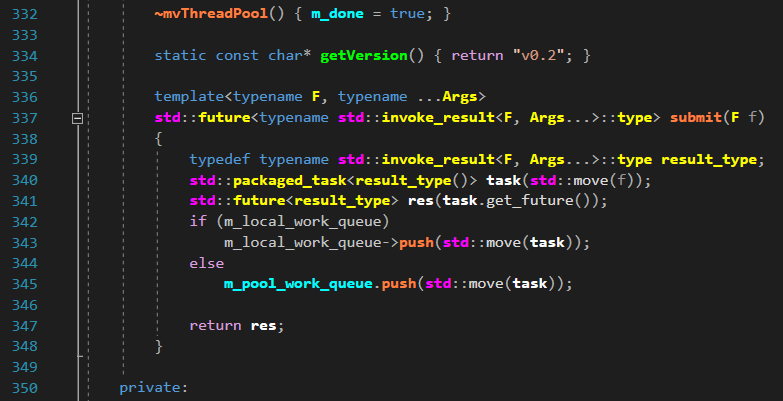 332 ~mvThreadPool() { m_done = true; }
333
334 static const char* getVersion() { return "v0.2"; }
335
336 template<typename F, typename ...Args>
337 std::future<typename std::invoke_result<F, Args...>::type> submit(F f)
338 {
339 typedef typename std::invoke_result<F, Args...>::type result_type;
340 std::packaged_task<result_type()> task(std::move(f));
341 std::future<result_type> res(task.get_future());
342 if (m_local_work_queue)
343 m_local_work_queue->push(std::move(task));
344 else
345 m_pool_work_queue.push(std::move(task));
346
347 return res;
348 }
349
350 private: